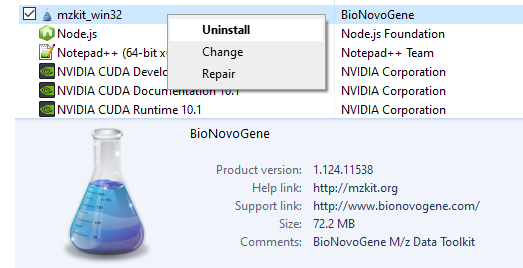 mzkit_win32 Uninstall BioNovoGene
Node.js Node.js Foundation
Notepad++ (64-bit x Change Notepad++ Team
NVIDIA CUDA Develo Repair NVIDIA Corporation
NVIDIA CUDA Documentation 10.1 NVIDIA Corporation
NVIDIA CUDA Runtime 10.1 NVIDIA Corporation
BioNovoGene
Product version: 1.124.11538
Help link: http://mzkit.org
Support link: http://www.bionovogene.com/
Size: 72.2 MB
Comments: BioNovoGene M/z Data Toolkit